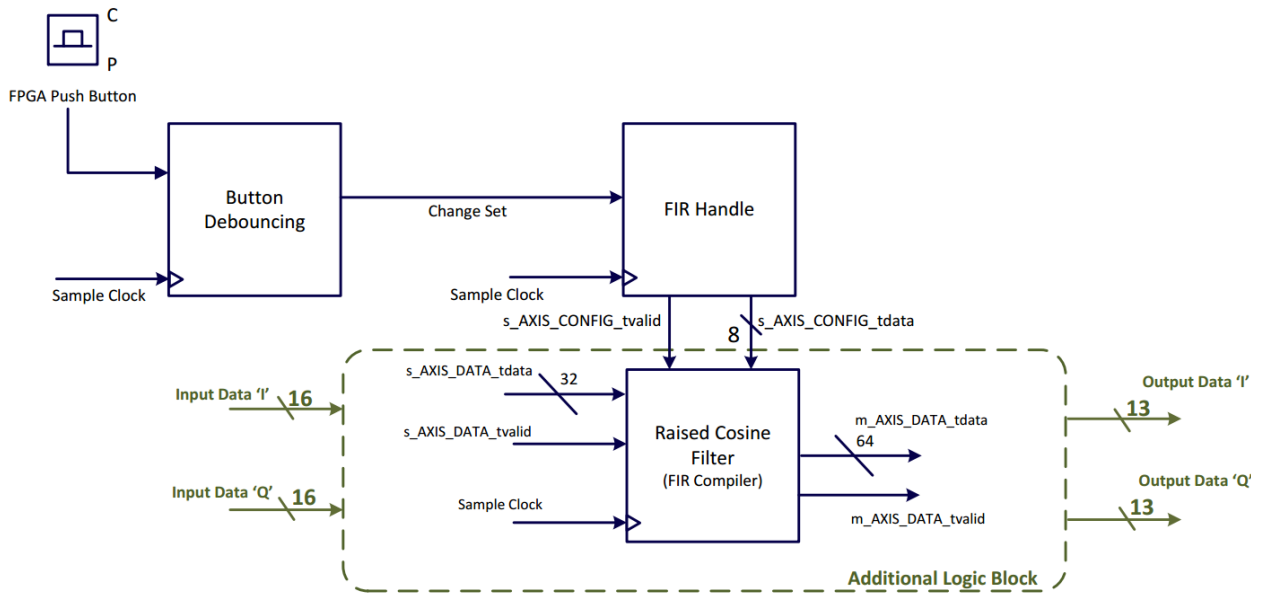 C
P
FPGA Push Button
Button
Debouncing
Change Set
FIR Handle
Sample Clock
Sample Clock
s_AXIS_CONFIG_tvalid
s_AXIS_CONFIG_tdata
8
s_AXIS_DATA_tdata
32
Input Data ‘I’
16
Output Data ‘I’
13
s_AXIS_DATA_tvalid
Raised Cosine
Filter
(FIR Compiler)
m_AXIS_DATA_tdata
64
Input Data ‘Q’
16
Output Data ‘Q’
13
Sample Clock
m_AXIS_DATA_tvalid
Additional Logic Block